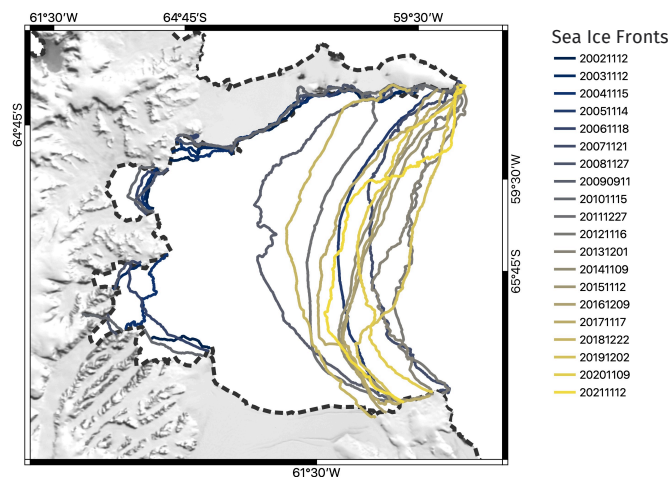 61°30'W
64°45'S
59°30'W
Sea Ice Fronts
20021112
20031112
20041115
20051114
20061118
20071121
20081127
20090911
20101115
20111227
20121116
20131201
20141109
20151112
20161209
20171117
20181222
20191202
20201109
20211112
64°45'S
59°30'W
65°45'S
61°30'W